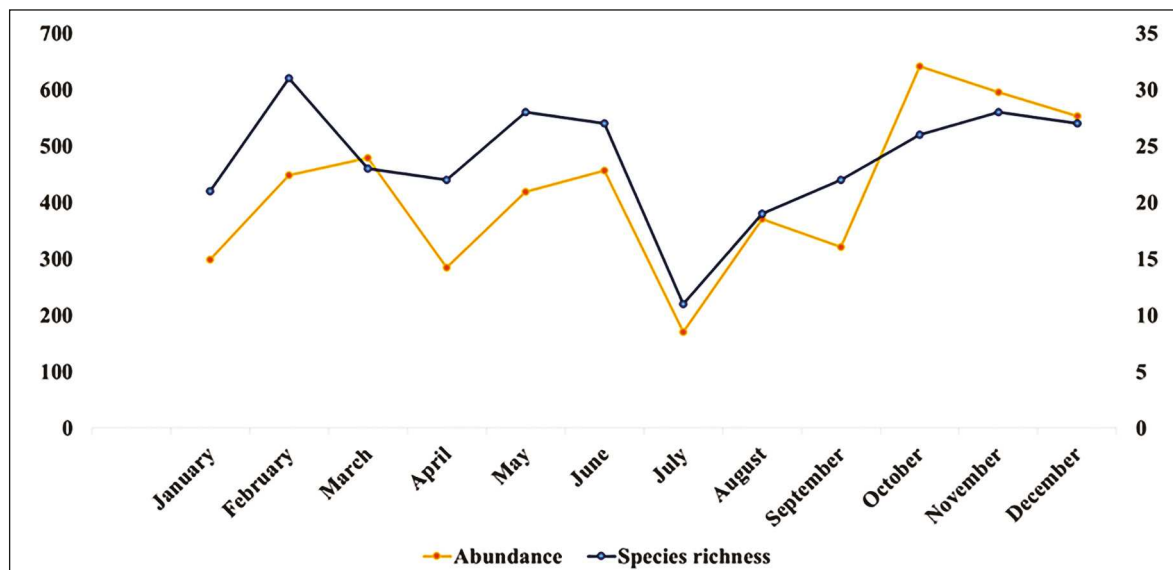 700
600
500
400
300
200
100
0
35
30
25
20
15
10
5
0
January
February
March
April
May
June
July
August
September
October
November
December
Abundance
Species richness